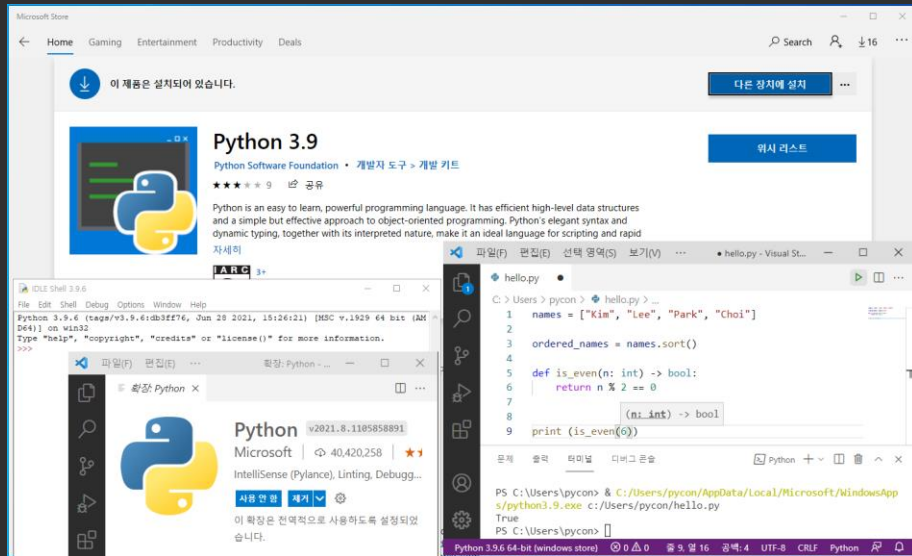 Microsoft Store
Home Gaming Entertainment Productivity Deals
Search
16
이 제품은 설치되어 있습니다.
다른 장치에 설치
Python 3.9
위시 리스트
Python Software Foundation • 개발자 도구 > 개발 키트
9 공유
Python is an easy to learn, powerful programming language. It has efficient high-level data structures
and a simple but effective approach to object-oriented programming. Python's elegant syntax and
dynamic typing, together with its interpreted nature, make it an ideal language for scripting and rapid
자세히
IARC 3+
IDLE Shell 3.9.6
File Edit Shell Debug Options Window Help
Python 3.9.6 (tags/v3.9.6:db3ff76, Jun 28 2021, 15:26:21) [MSC v.1929 64 bit (AM
D64)] on win32
Type "help", "copyright", "credits" or "license()" for more information.
>>>
파일(F) 편집(E) ··· 확장: Python - ...
확장: Python
Python v2021.8.1105858891
Microsoft 40,420,258
IntelliSense (Pylance), Linting, Debugg...
사용 안 함 제거
이 확장은 전역적으로 사용하도록 설정되었
습니다.
파일(F) 편집(E) 선택 영역(S) 보기(V) ··· ● hello.py - Visual St...
1
hello.py ●
C: > Users > pycon > hello.py > ...
1 names = ["Kim", "Lee", "Park", "Choi"]
2
3 ordered_names = names.sort()
4
5 def is_even(n: int) -> bool:
6 return n % 2 == 0
7
8
(n: int) -> bool
9 print (is_even(6))
문제 출력 터미널 디버그 콘솔 Python
PS C:\Users\pycon> & C:/Users/pycon/AppData/Local/Microsoft/WindowsApp
s/python3.9.exe c:/Users/pycon/hello.py
True
PS C:\Users\pycon>
Python 3.9.6 64-bit (windows store) 0 0 줄 9, 열 16 공백: 4 UTF-8 CRLF Python